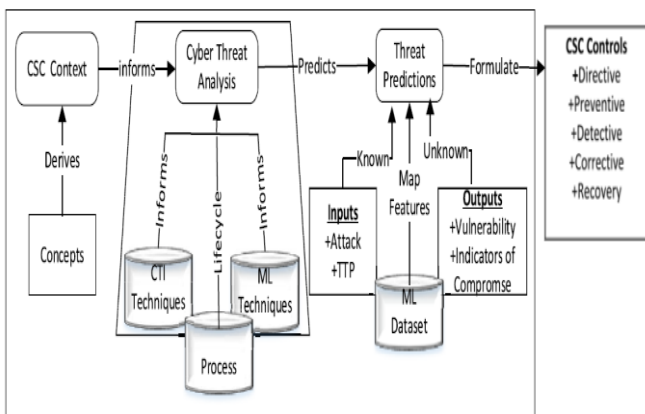 CSC Context
informs
Cyber Threat
Analysis
Predicts
Threat
Predictions
Formulate
CSC Controls
+Directive
+Preventive
+Detective
+Corrective
+Recovery
Derives
Concepts
Informs
Lifecycle
Informs
CTI
Techniques
ML
Techniques
Process
Known
Map
Features
Unknown
Inputs
+Attack
+TTP
Outputs
+Vulnerability
+Indicators of
Compromse
ML
Dataset